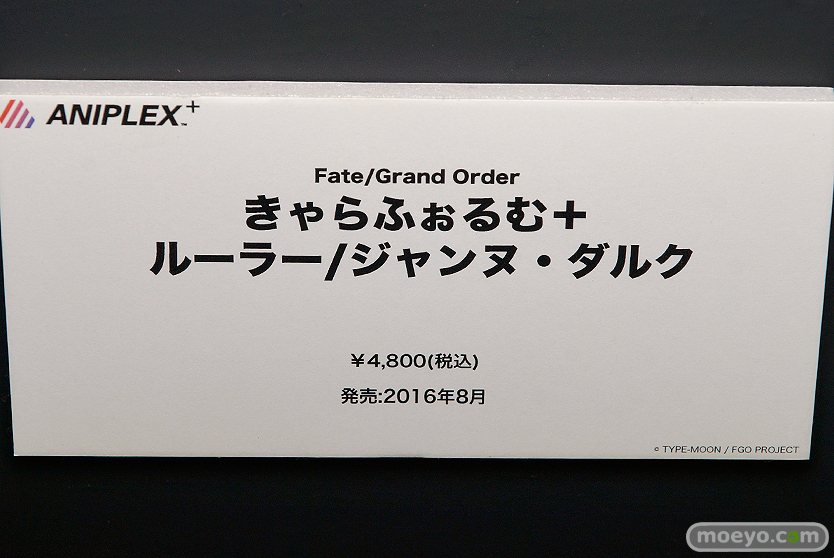 ANIPLEX+™
Fate/Grand Order
きゃらふぉるむ＋
ルーラー/ジャンヌ・ダルク
￥4,800(税込)
発売:2016年8月
© TYPE-MOON / FGO PROJECT
moeyo.com